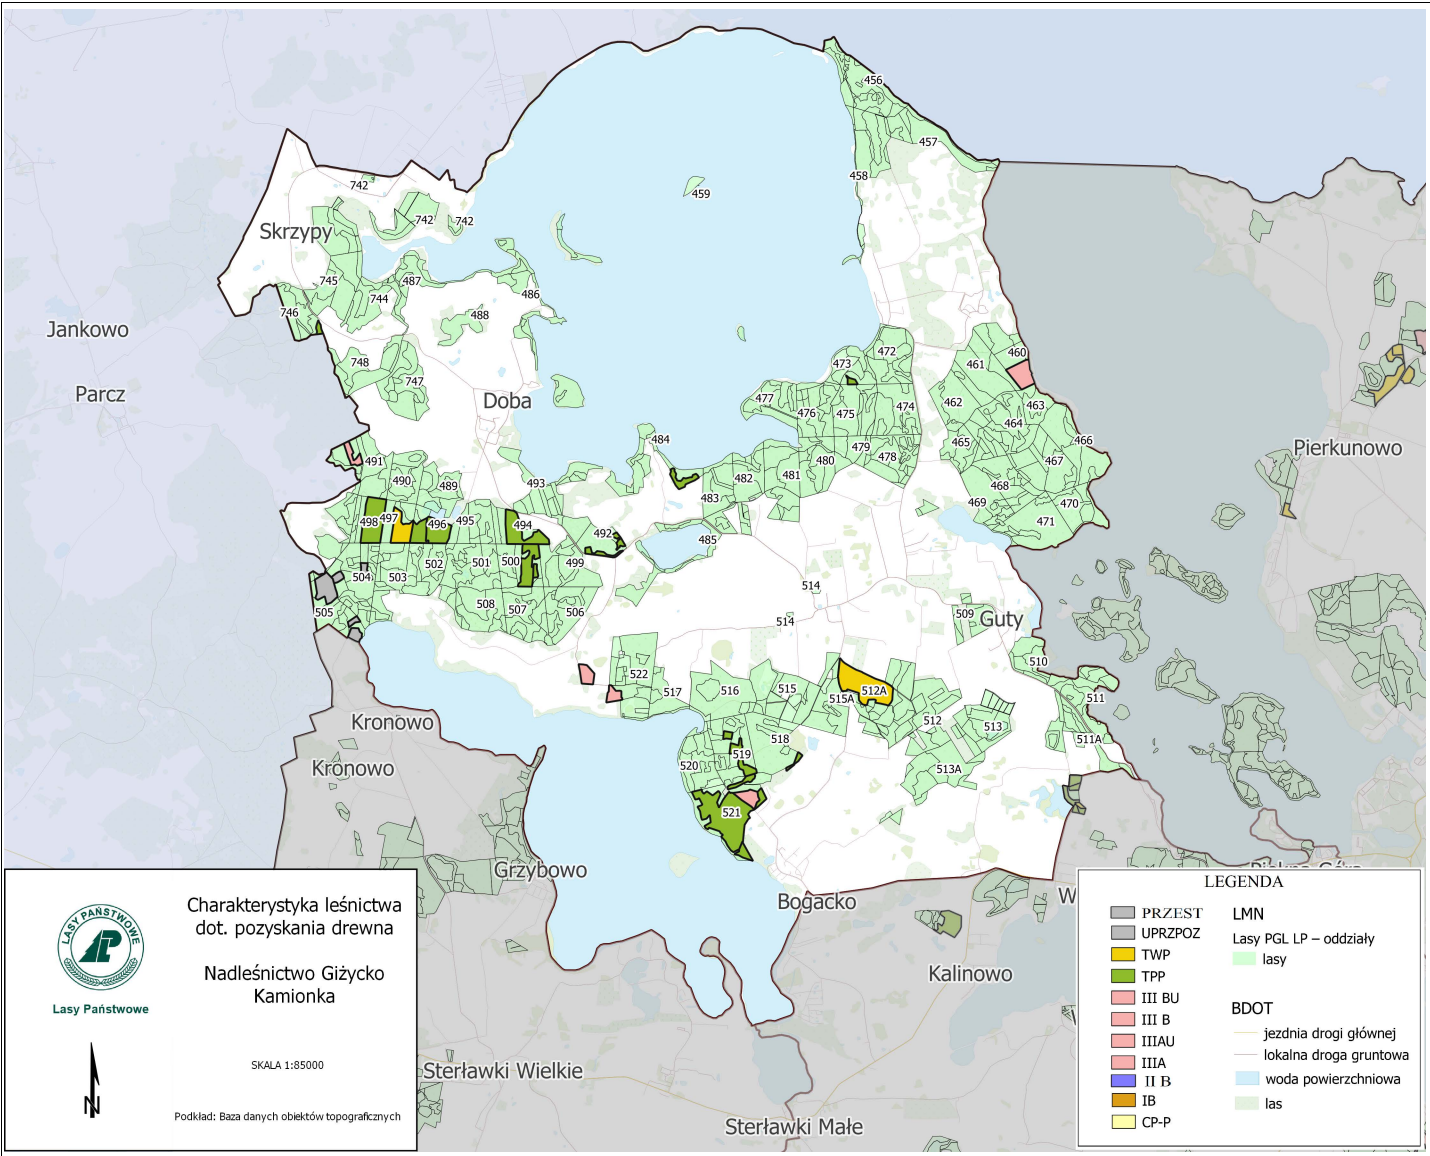 456
457
458
459
742
742
742
Skrzypy
745
744
487
486
746
488
Jankowo
748
747
Parcz
Doba
473
472
461
460
477
476
475
474
462
463
464
465
466
484
479
478
480
467
Pierkunowo
491
490
489
493
483
482
481
468
469
470
471
498
497
496
495
494
492
485
504
503
502
501
500
499
505
508
507
506
514
514
509
Guty
510
522
517
516
515
515A
512A
512
513
511
511A
Kronowo
Kronowo
520
519
518
513A
521
Grzybowo
Bogacko
Kalinowo
Sterławki Wielkie
Sterławki Małe
LASY PAŃSTWOWE
Lasy Państwowe
N
Charakterystyka leśnictwa
dot. pozyskania drewna
Nadleśnictwo Giżycko
Kamionka
SKALA 1:85000
Podkład: Baza danych obiektów topograficznych
LEGENDA
PRZEST
UPRZPOZ
TWP
TPP
III BU
III B
IIIAU
IIIA
II B
IB
CP-P
LMN
Lasy PGL LP – oddziały
lasy
BDOT
jezdnia drogi głównej
lokalna droga gruntowa
woda powierzchniowa
las